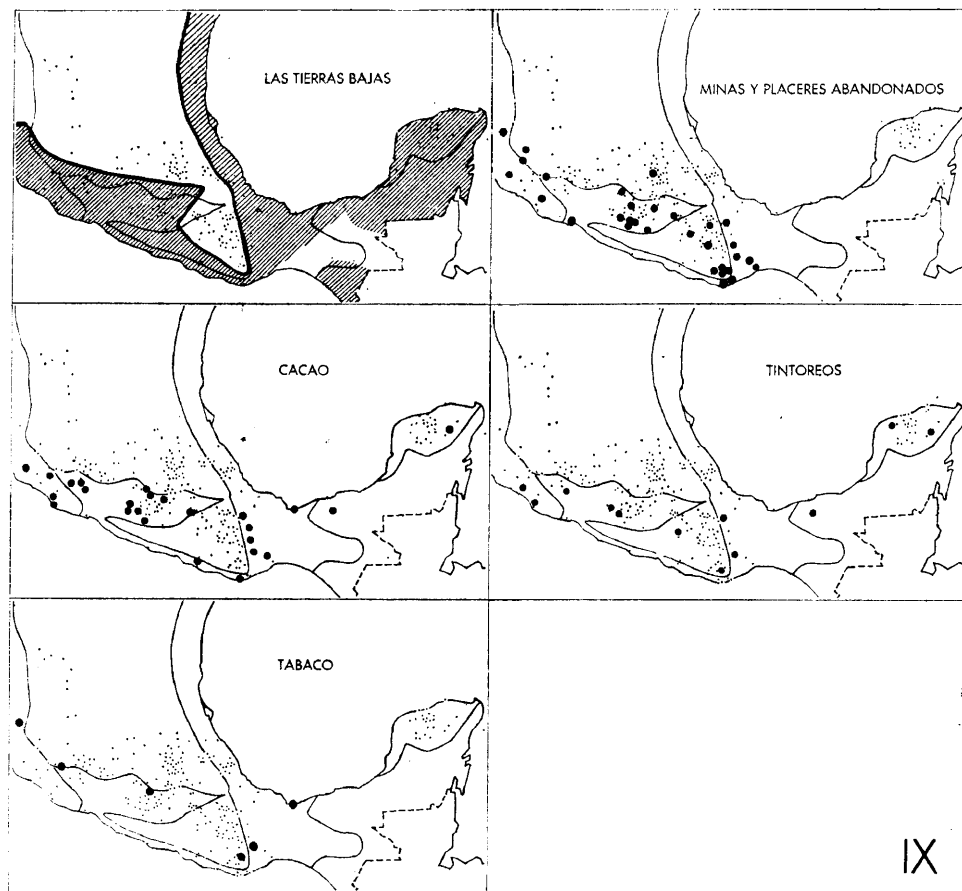 LAS TIERRAS BAJAS
MINAS Y PLACERES ABANDONADOS
CACAO
TINTOREOS
TABACO
IX